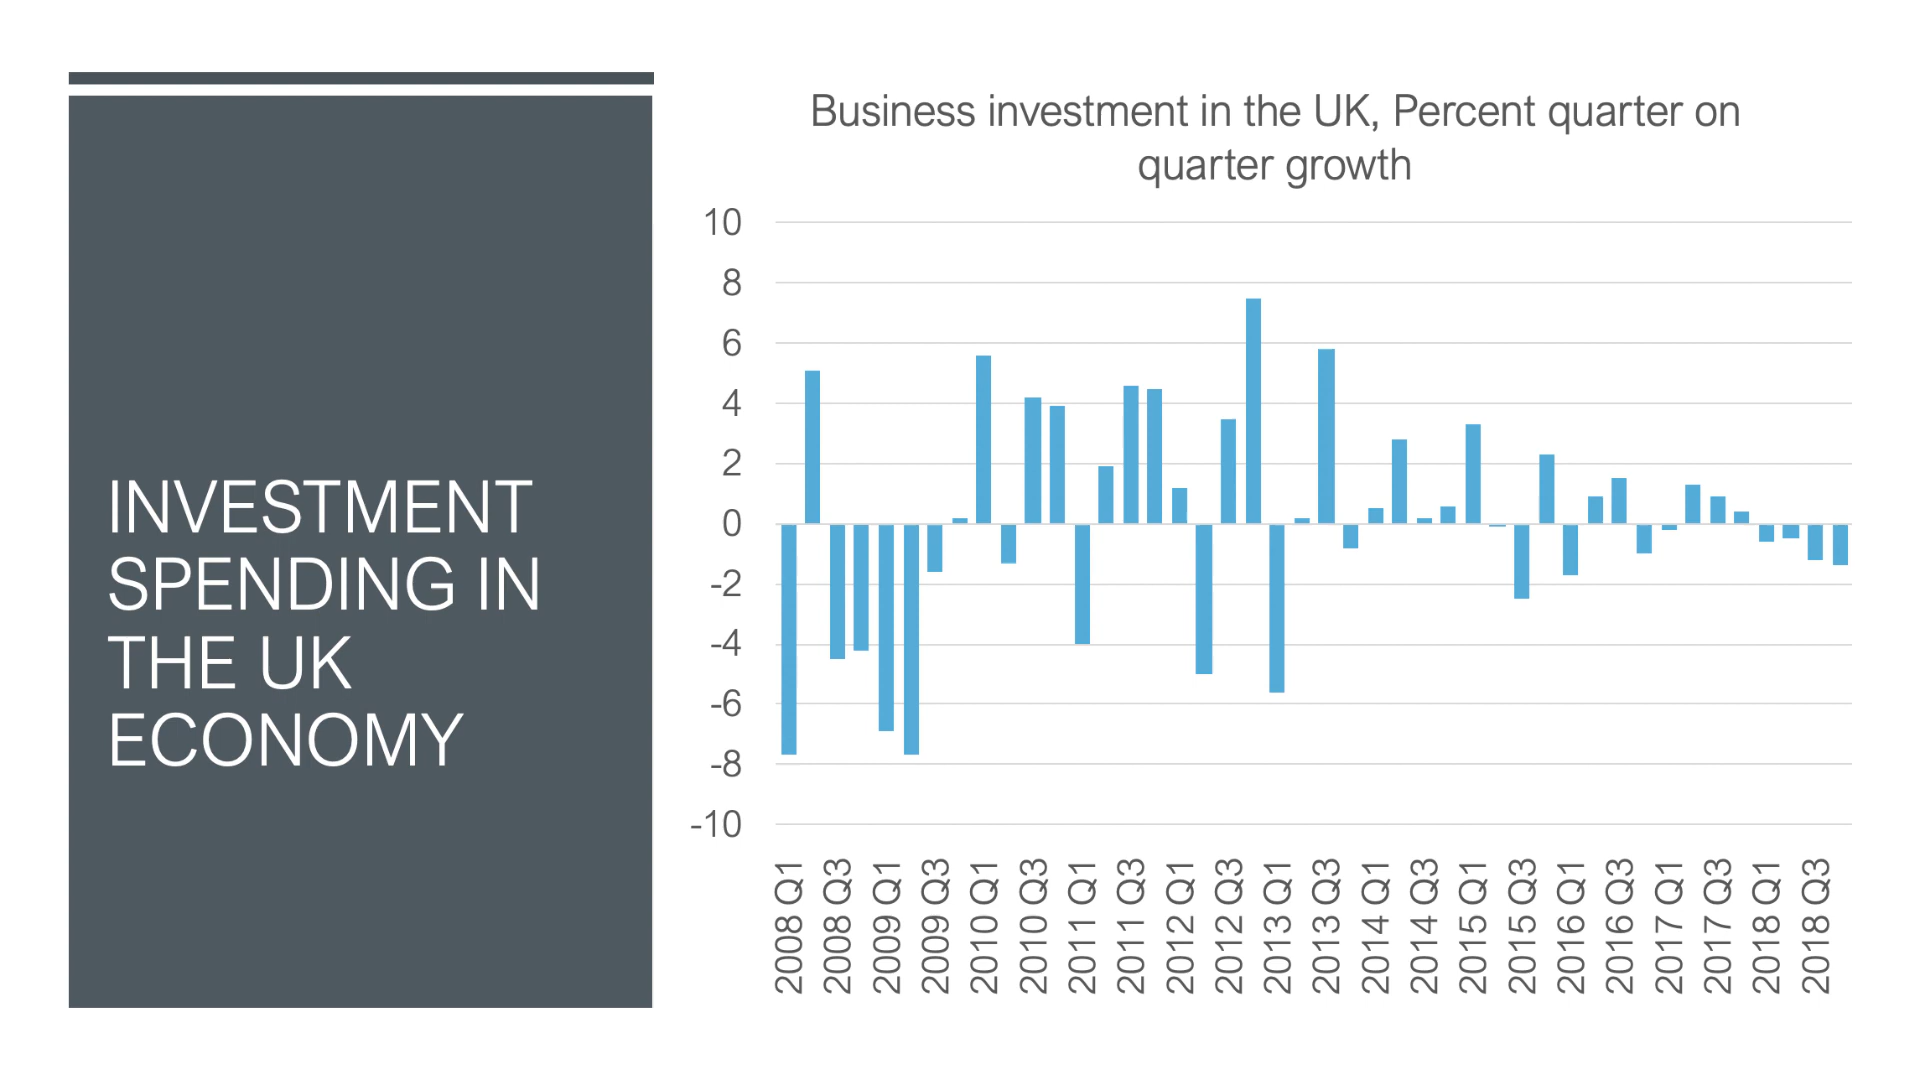 INVESTMENT
SPENDING IN
THE UK
ECONOMY
Business investment in the UK, Percent quarter on
quarter growth
10
8
6
4
2
0
-2
-4
-6
-8
-10
2008 Q1
2008 Q3
2009 Q1
2009 Q3
2010 Q1
2010 Q3
2011 Q1
2011 Q3
2012 Q1
2012 Q3
2013 Q1
2013 Q3
2014 Q1
2014 Q3
2015 Q1
2015 Q3
2016 Q1
2016 Q3
2017 Q1
2017 Q3
2018 Q1
2018 Q3